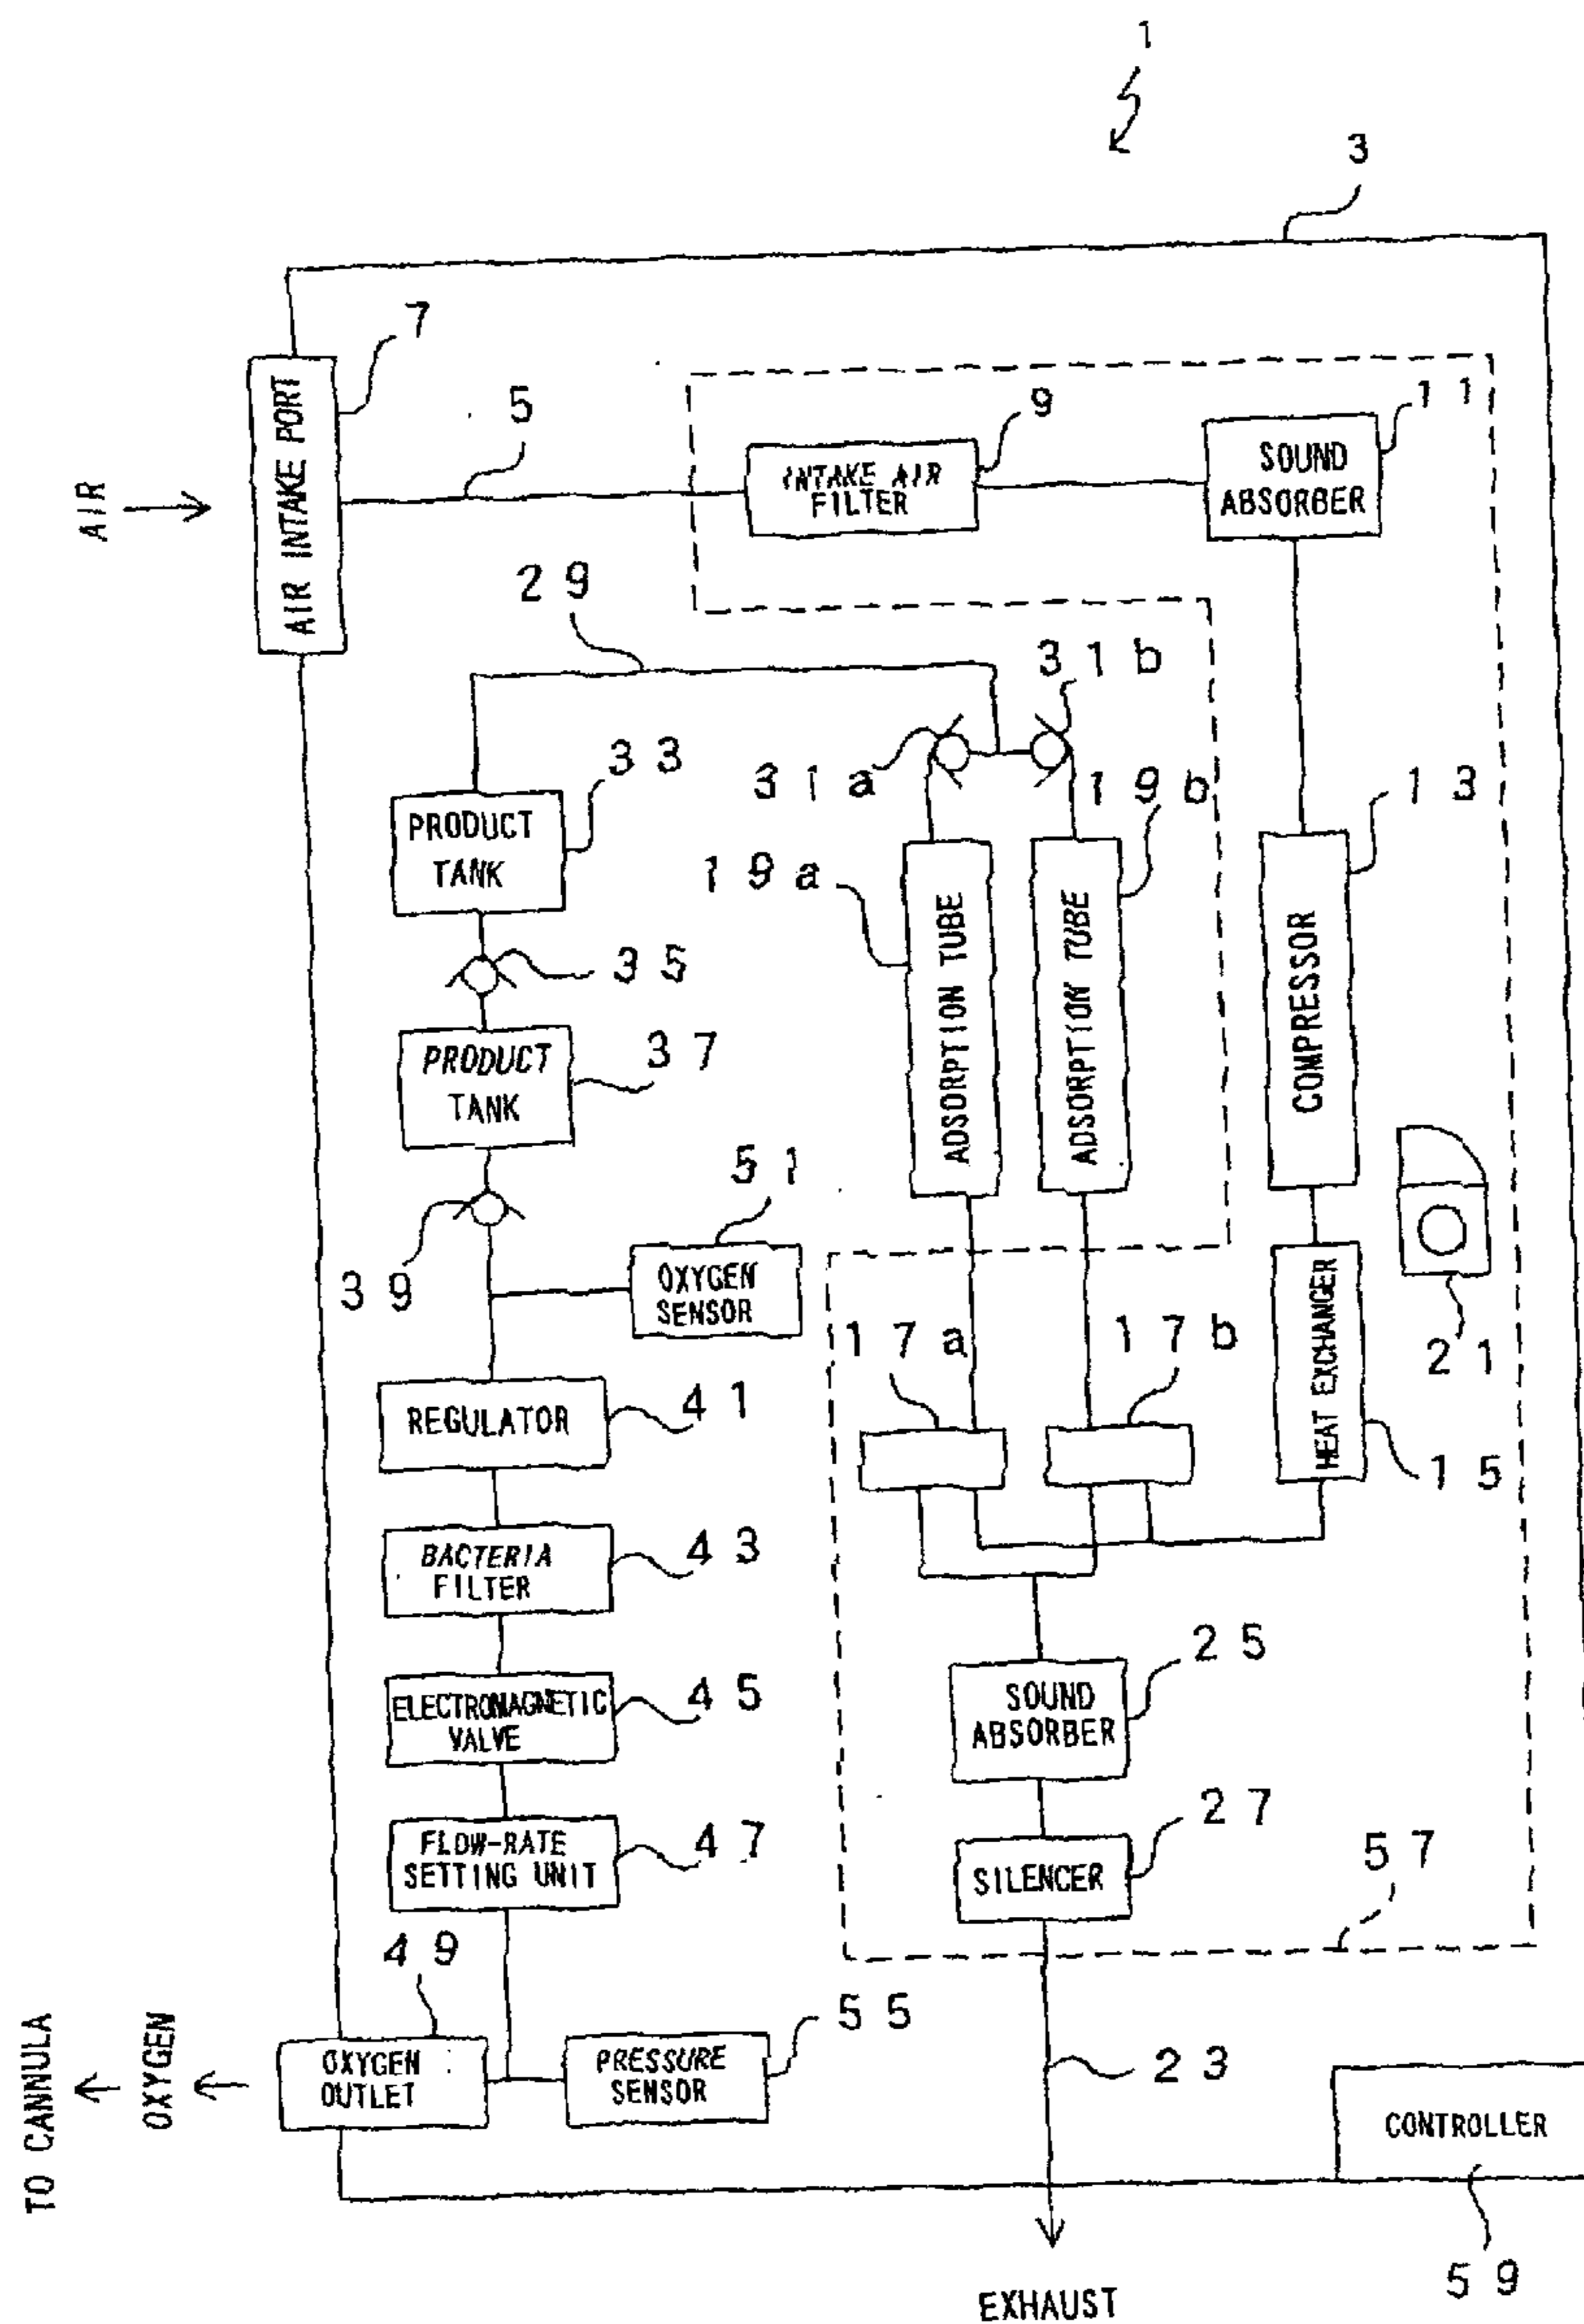 1
3
7
5
9
11
AIR
AIR INTAKE PORT
INTAKE AIR
FILTER
SOUND
ABSORBER
29
31b
33
31a
19b
13
PRODUCT
TANK
19a
35
ADSORPTION TUBE
ADSORPTION TUBE
COMPRESSOR
PRODUCT
TANK
37
51
39
OXYGEN
SENSOR
17a
17b
HEAT EXCHANGER
21
REGULATOR
41
15
BACTERIA
FILTER
43
25
ELECTROMAGNETIC
VALVE
45
SOUND
ABSORBER
27
FLOW-RATE
SETTING UNIT
47
SILENCER
57
49
55
TO CANNULA
OXYGEN
OXYGEN
OUTLET
PRESSURE
SENSOR
23
CONTROLLER
59
EXHAUST